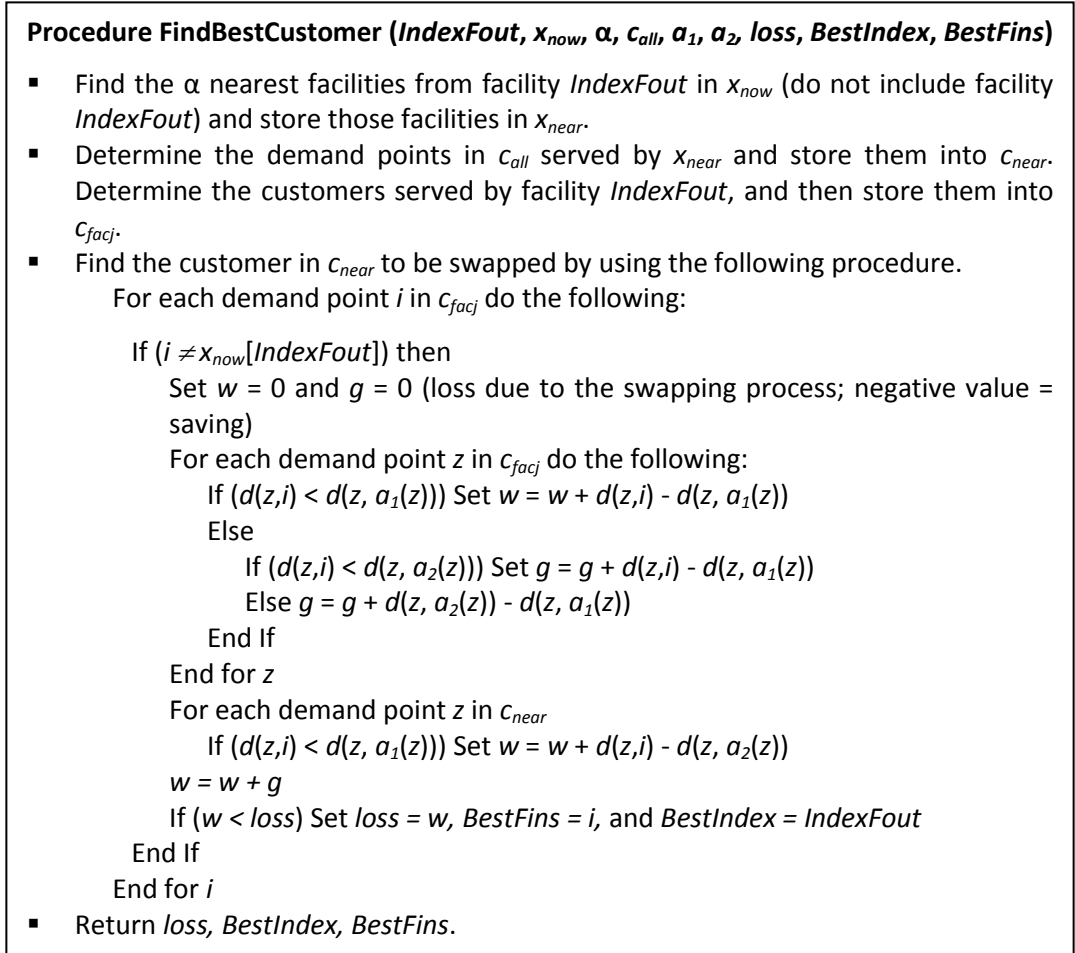 Procedure FindBestCustomer (IndexFout, xnow, α, call, a1, a2, loss, BestIndex, BestFins)
▪ Find the α nearest facilities from facility IndexFout in xnow (do not include facility
IndexFout) and store those facilities in xnear.
▪ Determine the demand points in call served by xnear and store them into cnear.
Determine the customers served by facility IndexFout, and then store them into
cfacj.
▪ Find the customer in cnear to be swapped by using the following procedure.
For each demand point i in cfacj do the following:
If (i ≠ xnow[IndexFout]) then
Set w = 0 and g = 0 (loss due to the swapping process; negative value =
saving)
For each demand point z in cfacj do the following:
If (d(z,i) < d(z, a1(z))) Set w = w + d(z,i) - d(z, a1(z))
Else
If (d(z,i) < d(z, a2(z))) Set g = g + d(z,i) - d(z, a1(z))
Else g = g + d(z, a2(z)) - d(z, a1(z))
End If
End for z
For each demand point z in cnear
If (d(z,i) < d(z, a1(z))) Set w = w + d(z,i) - d(z, a2(z))
w = w + g
If (w < loss) Set loss = w, BestFins = i, and BestIndex = IndexFout
End If
End for i
▪ Return loss, BestIndex, BestFins.